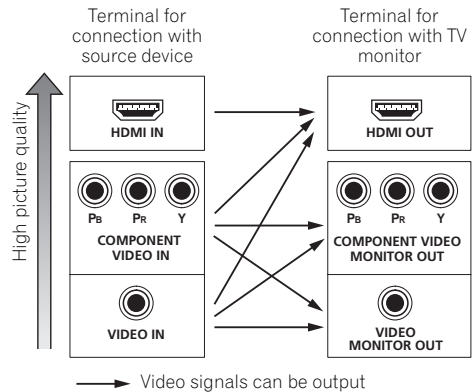 Terminal for
connection with
source device
Terminal for
connection with TV
monitor
High picture quality
HDMI IN
HDMI OUT
PB PR Y
COMPONENT
VIDEO IN
PB PR Y
COMPONENT VIDEO
MONITOR OUT
VIDEO IN
VIDEO
MONITOR OUT
Video signals can be output